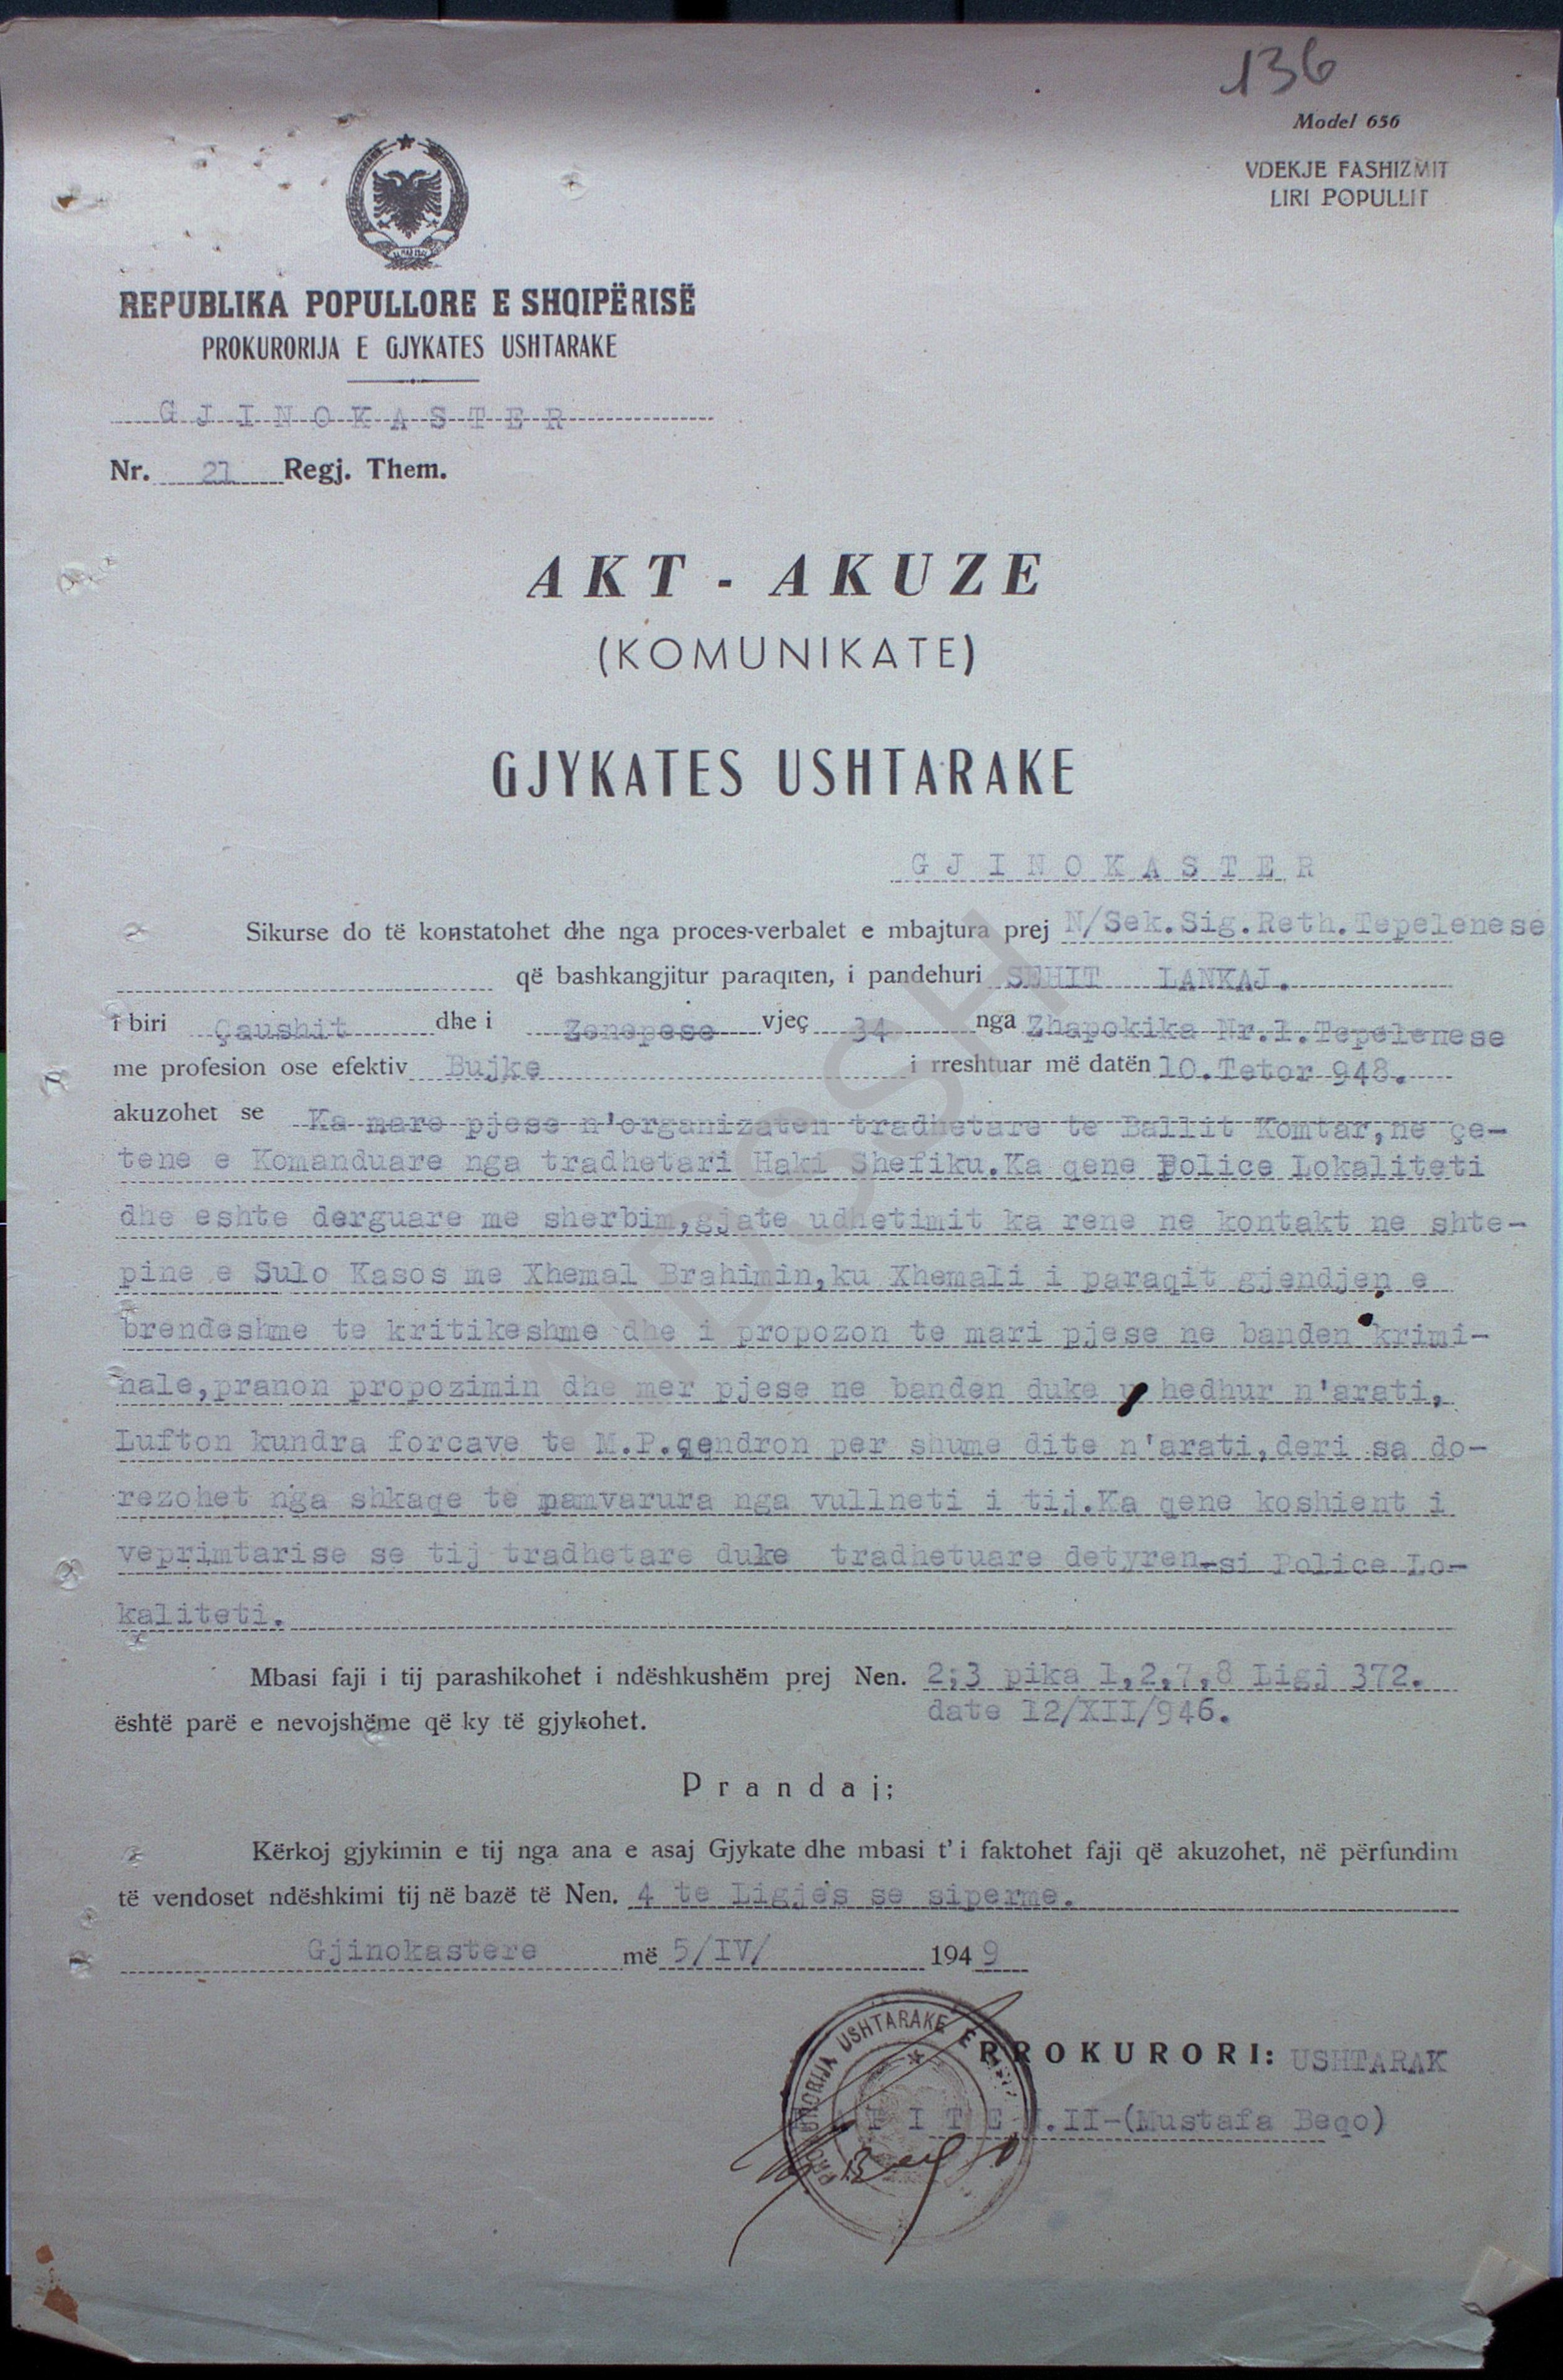 136
Model 656
VDEKJE FASHIZMIT
LIRI POPULLIT
REPUBLIKA POPULLORE E SHQIPËRISË
PROKURORIJA E GJYKATES USHTARAKE
GJINOKASTER
Nr. 21 Regj. Them.
AKT - AKUZE
(KOMUNIKATE)
GJYKATES USHTARAKE
GJINOKASTER
Sikurse do të konstatohet dhe nga proces-verbalet e mbajtura prej N/Sek.Sig.Reth.Tepelenese
që bashkangjitur paraqiten, i pandehuri SEHIT LANKAJ.
i biri Çaushit dhe i Zenepese vjeç 34 nga Zhapokika Nr.1.Tepelenese
me profesion ose efektiv Bujke i rreshtuar më datën 10.Tetor 948.
akuzohet se Ka mare pjese n'organizaten tradhetare te Ballit Komtar,ne çe-
tene e Komanduare nga tradhetari Haki Shefiku.Ka qene Police Lokaliteti
dhe eshte derguare me sherbim,gjate udhetimit ka rene ne kontakt ne shte-
pine e Sulo Kasos me Xhemal Brahimin,ku Xhemali i paraqit gjendjen e
brendeshme te kritikeshme dhe i propozon te mari pjese ne banden krimi-
nale,pranon propozimin dhe mer pjese ne banden duke u hedhur n'arati,
Lufton kundra forcave te M.P.qendron per shume dite n'arati,deri sa do-
rezohet nga shkaqe te pamvarura nga vullneti i tij.Ka qene koshient i
veprimtarise se tij tradhetare duke tradhetuare detyren-si Police Lo-
kaliteti.
Mbasi faji i tij parashikohet i ndëshkushëm prej Nen. 2;3 pika 1,2,7,8 Ligj 372.
date 12/XII/946.
është parë e nevojshëme që ky të gjykohet.
Prandaj;
Kërkoj gjykimin e tij nga ana e asaj Gjykate dhe mbasi t' i faktohet faji që akuzohet, në përfundim
të vendoset ndëshkimi tij në bazë të Nen. 4 te Ligjës se siperme.
Gjinokastere më 5/IV/ 1949
PROKURORI: USHTARAK
.II-(Mustafa Beqo)
PROKURORIJA USHTARAKE E
Beqo
ADSSH